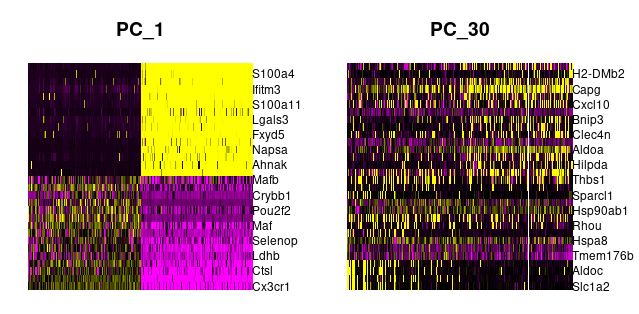 PC_1
S100a4
Ifitm3
S100a11
Lgals3
Fxyd5
Napsa
Ahnak
Mafb
Crybb1
Pou2f2
Maf
Selenop
Ldhb
Ctsl
Cx3cr1
PC_30
H2-DMb2
Capg
Cxcl10
Bnip3
Clec4n
Aldoa
Hilpda
Thbs1
Sparcl1
Hsp90ab1
Rhou
Hspa8
Tmem176b
Aldoc
Slc1a2